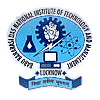 BABU BANARASI DAS NATIONAL INSTITUTE OF TECHNOLOGY AND MANAGEMENT
LUCKNOW